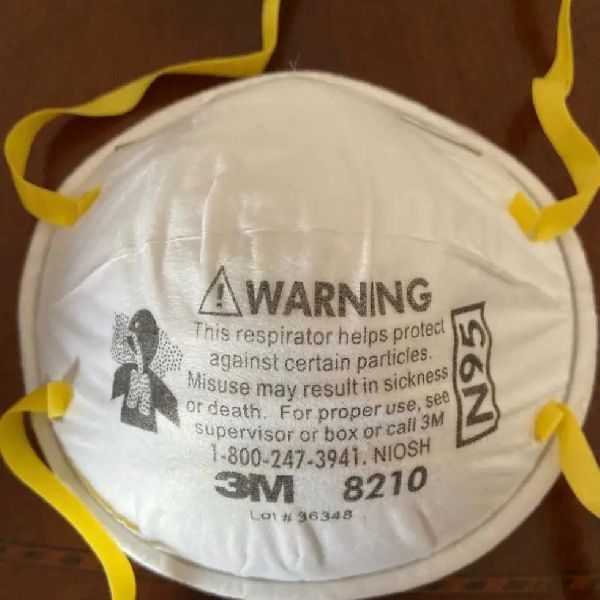 WARNING
This respirator helps protect
against certain particles.
Misuse may result in sickness
or death. For proper use, see
supervisor or box or call 3M
1-800-247-3941. NIOSH
3M 8210
Lot # 36348
N95